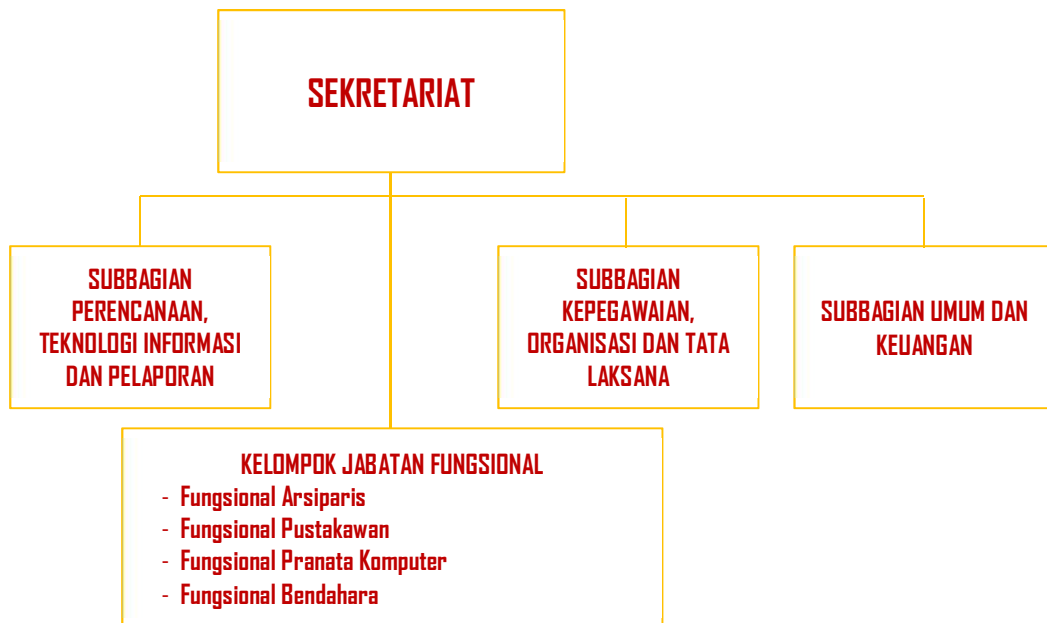 SEKRETARIAT
SUBBAGIAN
PERENCANAAN,
TEKNOLOGI INFORMASI
DAN PELAPORAN
SUBBAGIAN
KEPEGAWAIAN,
ORGANISASI DAN TATA
LAKSANA
SUBBAGIAN UMUM DAN
KEUANGAN
KELOMPOK JABATAN FUNGSIONAL
- Fungsional Arsiparis
- Fungsional Pustakawan
- Fungsional Pranata Komputer
- Fungsional Bendahara